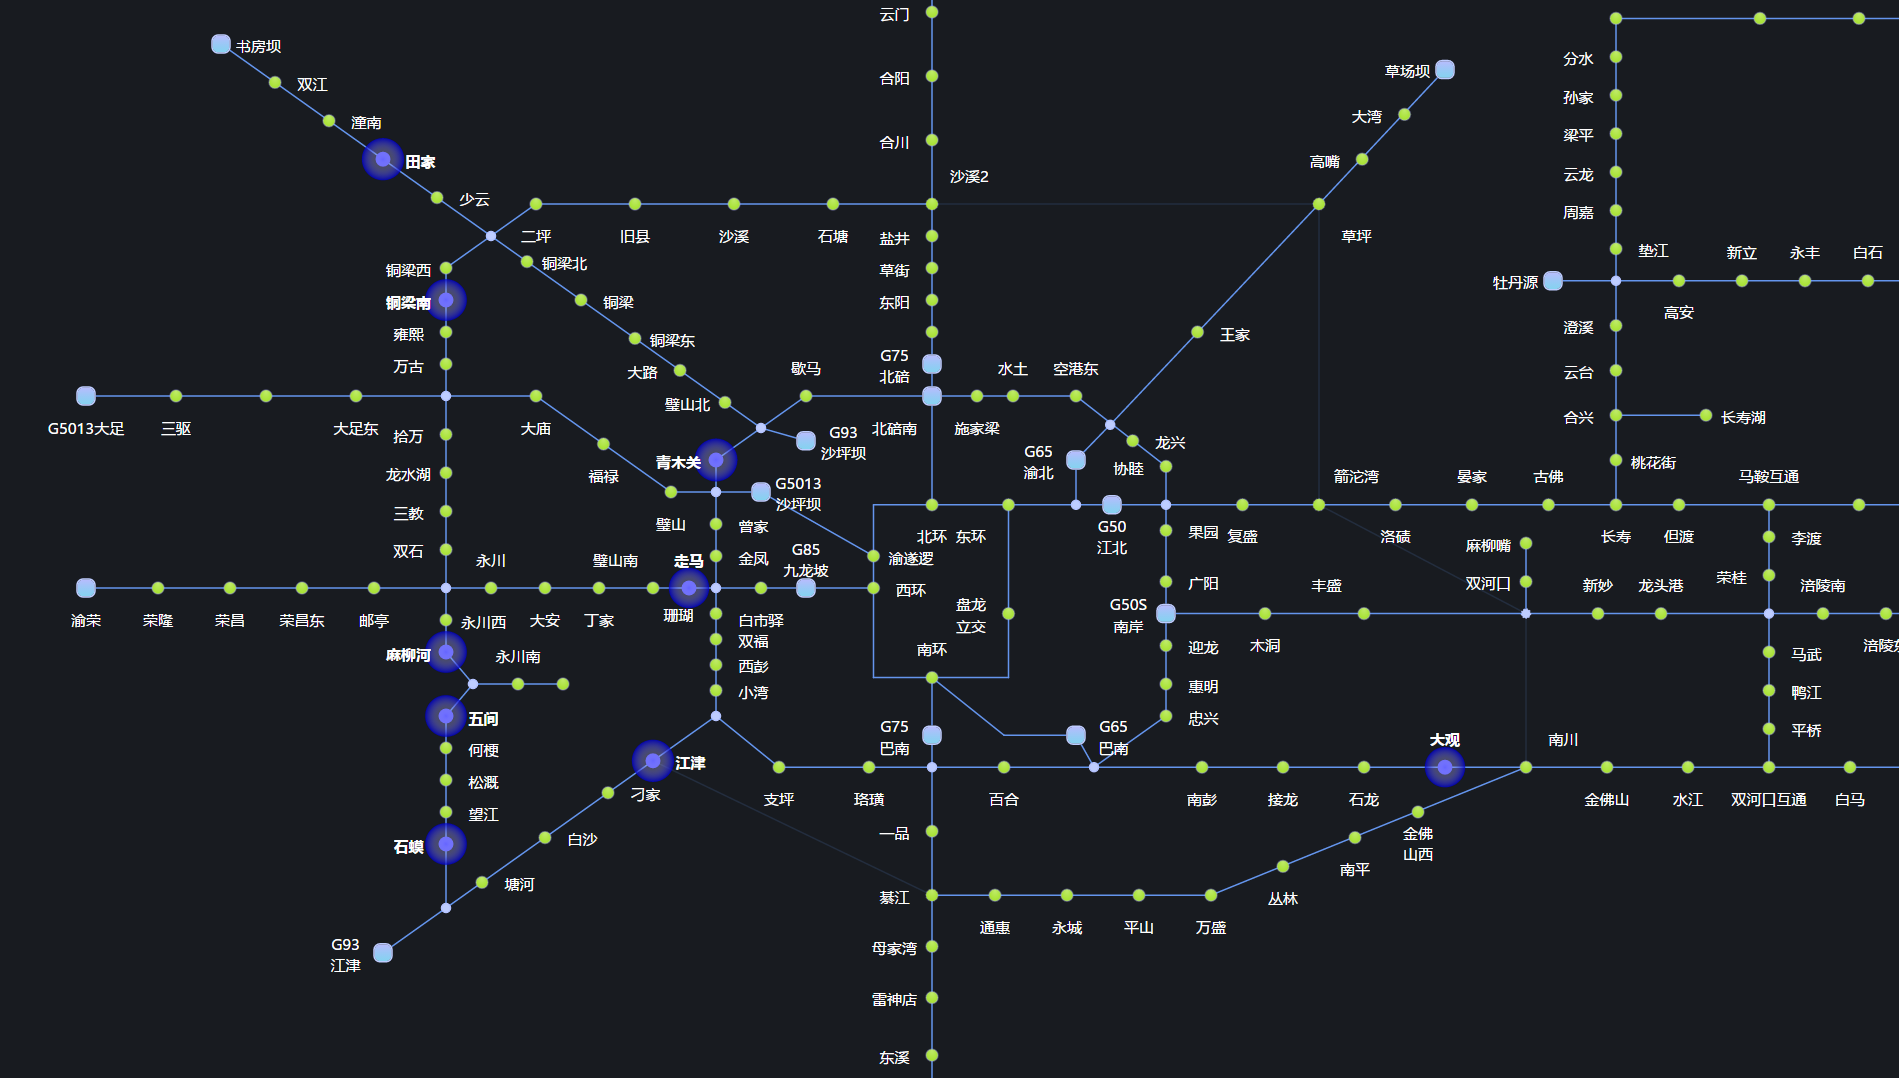 云门
书房坝
分水
草场坝
合阳
双江
孙家
大湾
潼南
梁平
合川
田家
高嘴
云龙
沙溪2
少云
周嘉
二坪
旧县
沙溪
石塘
盐井
草坪
垫江
新立
永丰
白石
铜梁西
铜梁北
草街
牡丹源
铜梁南
铜梁
东阳
高安
雍熙
铜梁东
王家
澄溪
万古
大路
歇马
G75
北碚
水土
空港东
云台
璧山北
合兴
长寿湖
G5013大足
三驱
大足东
拾万
大庙
G93
沙坪坝
北碚南
施家梁
龙兴
青木关
G65
渝北
协睦
桃花街
龙水湖
福禄
G5013
沙坪坝
箭沱湾
晏家
古佛
马鞍互通
三教
璧山
曾家
北环
东环
G50
江北
果园
复盛
洛碛
麻柳嘴
长寿
但渡
李渡
双石
永川
璧山南
走马
金凤
G85
九龙坡
渝遂逻
西环
广阳
丰盛
双河口
新妙
龙头港
荣桂
涪陵南
渝荣
荣隆
荣昌
荣昌东
邮亭
永川西
大安
丁家
珊瑚
白市驿
盘龙
立交
G50S
南岸
双福
麻柳河
永川南
西彭
南环
迎龙
木洞
马武
小湾
惠明
鸭江
五问
忠兴
平桥
何梗
江津
G75
巴南
G65
巴南
大观
南川
松溉
刁家
支坪
珞璜
百合
南彭
接龙
石龙
金佛山
水江
双河口互通
白马
望江
一品
金佛
山西
石蟆
白沙
南平
塘河
綦江
丛林
通惠
永城
平山
万盛
G93
江津
母家湾
雷神店
东溪